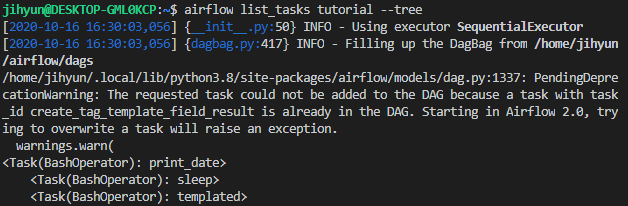 jihyun@DESKTOP-GML0KCP:~$ airflow list_tasks tutorial --tree
[2020-10-16 16:30:03,056] {__init__.py:50} INFO - Using executor SequentialExecutor
[2020-10-16 16:30:03,056] {dagbag.py:417} INFO - Filling up the DagBag from /home/jihyun
/airflow/dags
/home/jihyun/.local/lib/python3.8/site-packages/airflow/models/dag.py:1337: PendingDepre
cationWarning: The requested task could not be added to the DAG because a task with task
_id create_tag_template_field_result is already in the DAG. Starting in Airflow 2.0, try
ing to overwrite a task will raise an exception.
  warnings.warn(
<Task(BashOperator): print_date>
    <Task(BashOperator): sleep>
    <Task(BashOperator): templated>